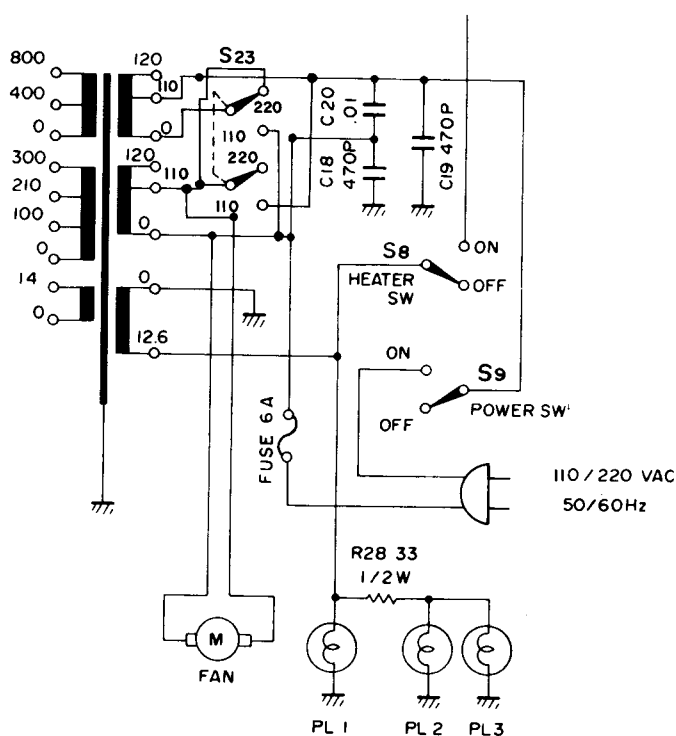 800
400
0
300
210
100
0
14
0
120
110
0
120
110
0
0
12.6
S23
220
110
220
110
C20
.01
C18
470P
C19 470P
S8
HEATER
SW
ON
OFF
ON
OFF
S9
POWER SW
FUSE 6A
110/220 VAC
50/60Hz
R28 33
1/2W
M
FAN
PL 1
PL 2
PL3